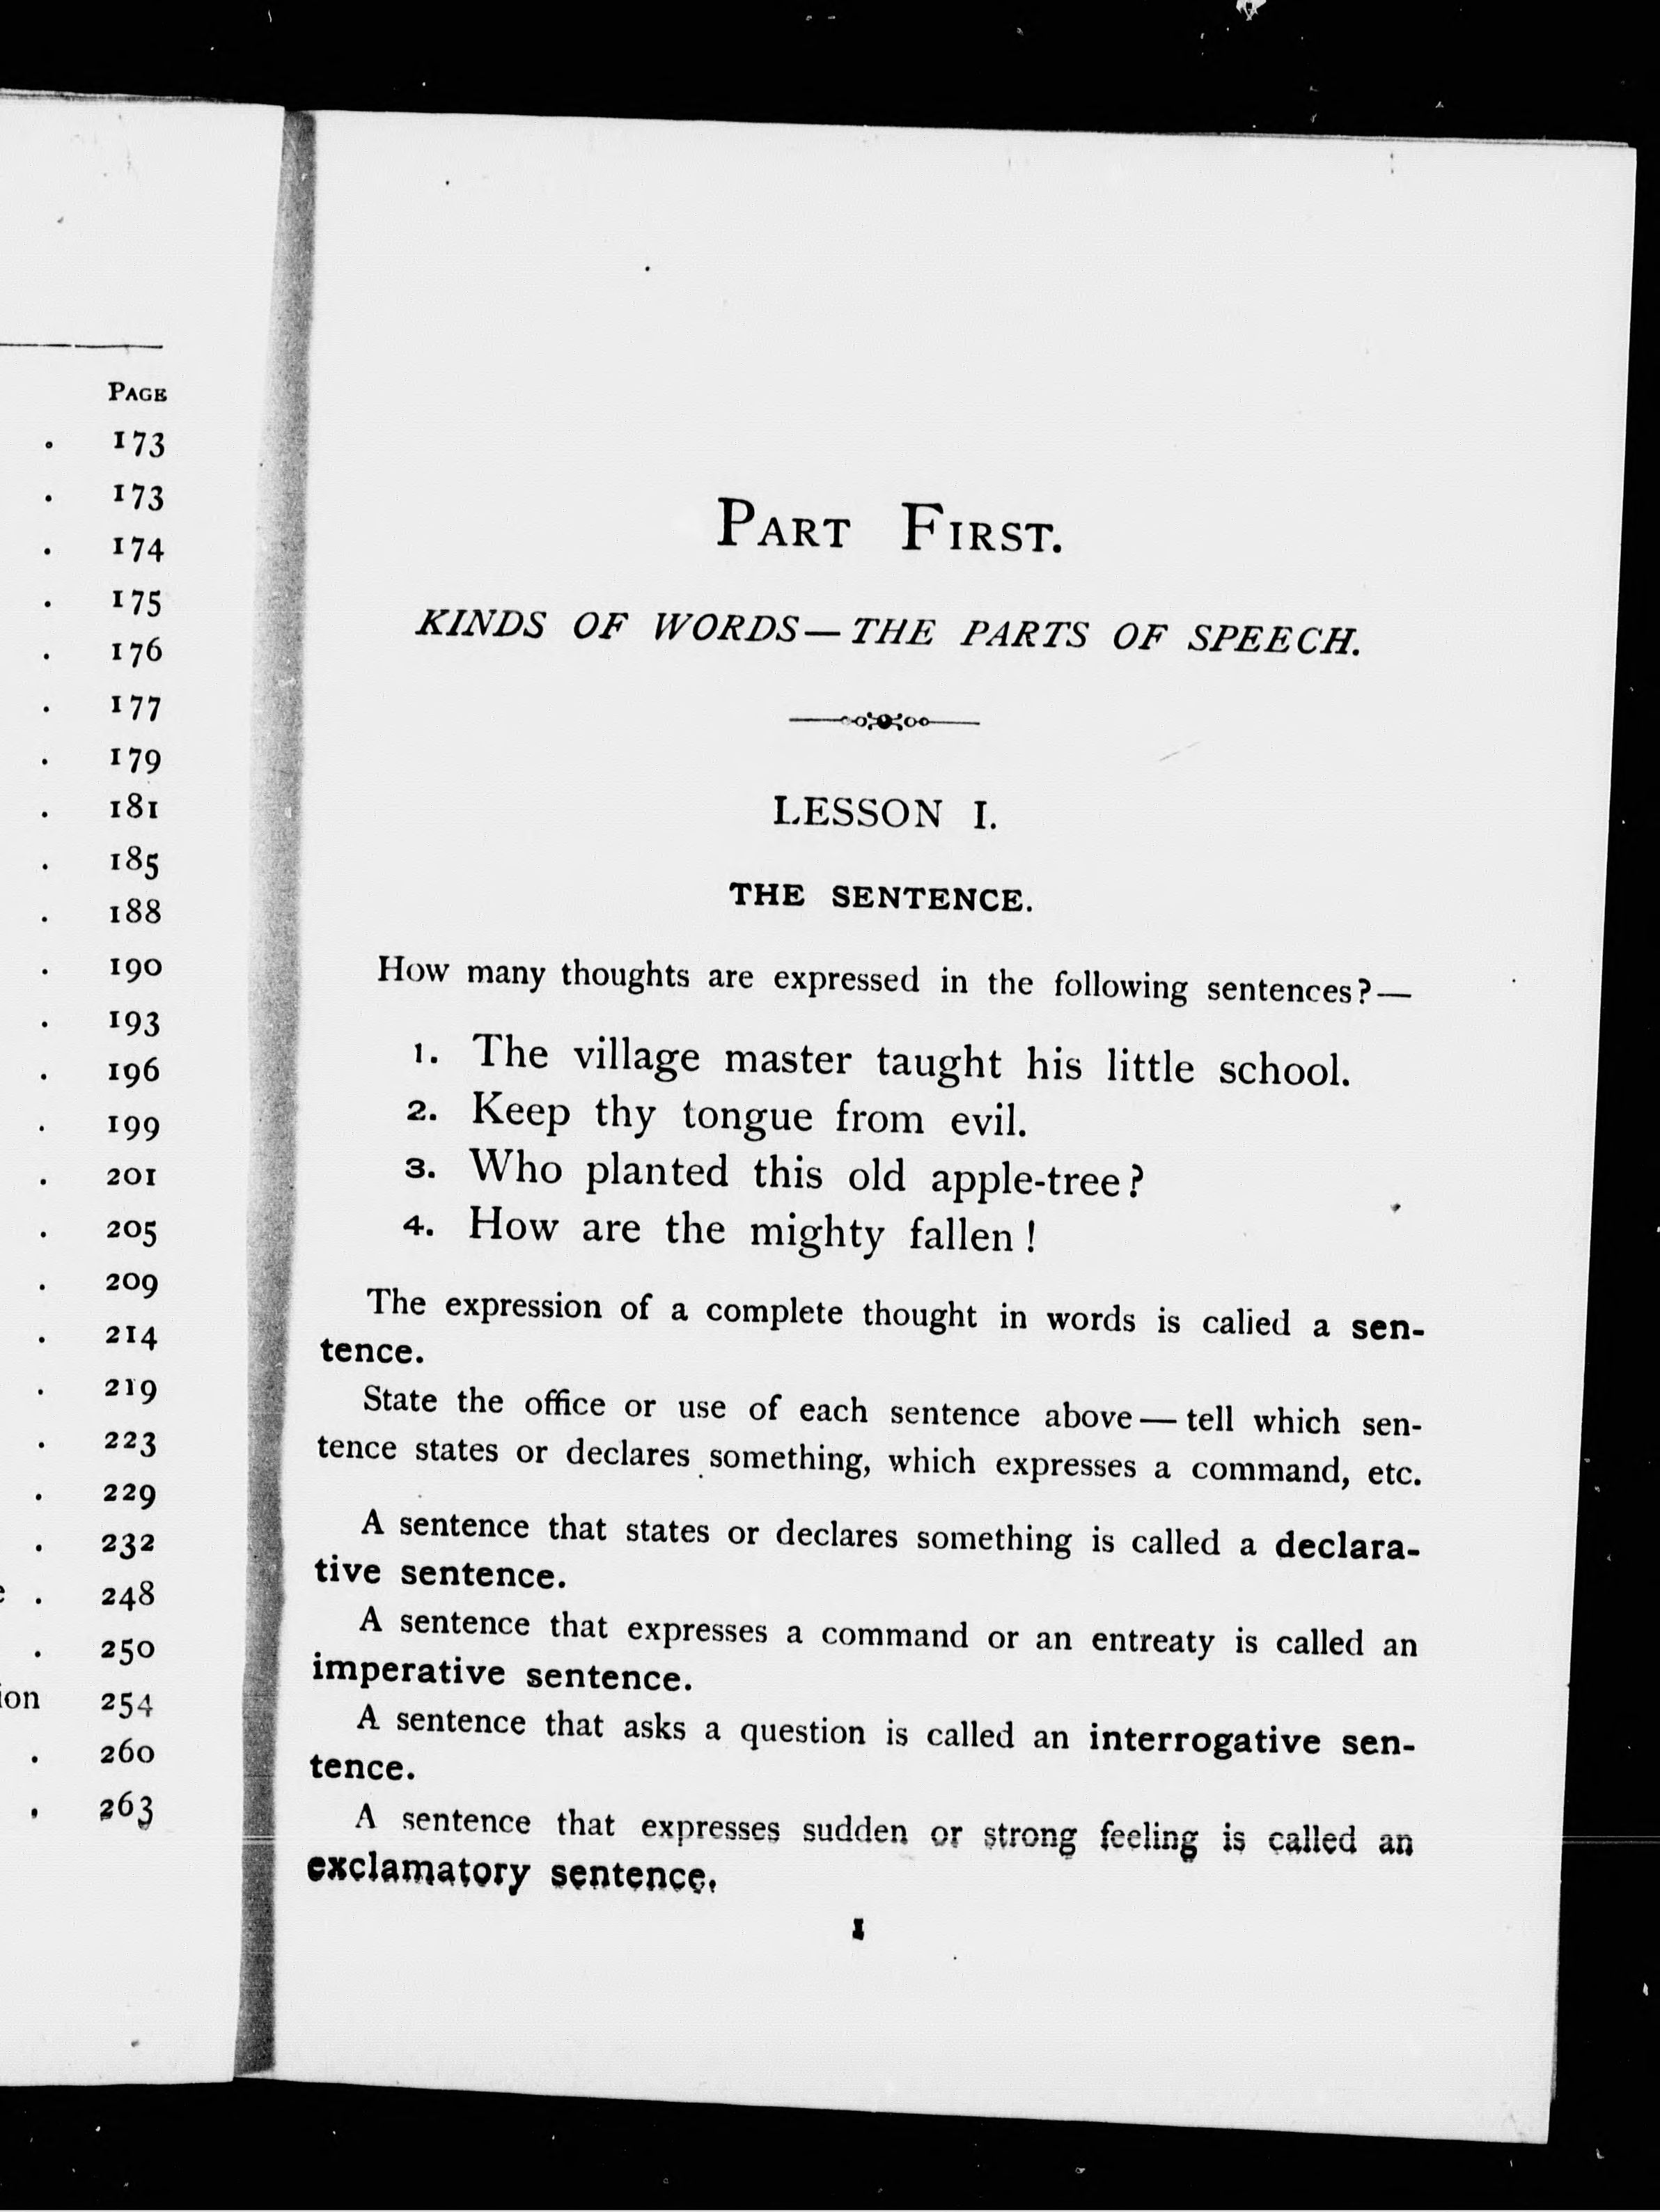 PAGE
. 173
. 173
. 174
. 175
. 176
. 177
. 179
. 181
. 185
. 188
. 190
. 193
. 196
. 199
. 201
. 205
. 209
. 214
. 219
. 223
. 229
. 232
. 248
. 250
254
. 260
. 263
PART FIRST.
KINDS OF WORDS—THE PARTS OF SPEECH.
LESSON I.
THE SENTENCE.
How many thoughts are expressed in the following sentences?—
1. The village master taught his little school.
2. Keep thy tongue from evil.
3. Who planted this old apple-tree?
4. How are the mighty fallen!
The expression of a complete thought in words is called a sen-
tence.
State the office or use of each sentence above—tell which sen-
tence states or declares something, which expresses a command, etc.
A sentence that states or declares something is called a declara-
tive sentence.
A sentence that expresses a command or an entreaty is called an
imperative sentence.
A sentence that asks a question is called an interrogative sen-
tence.
A sentence that expresses sudden or strong feeling is called an
exclamatory sentence.
1